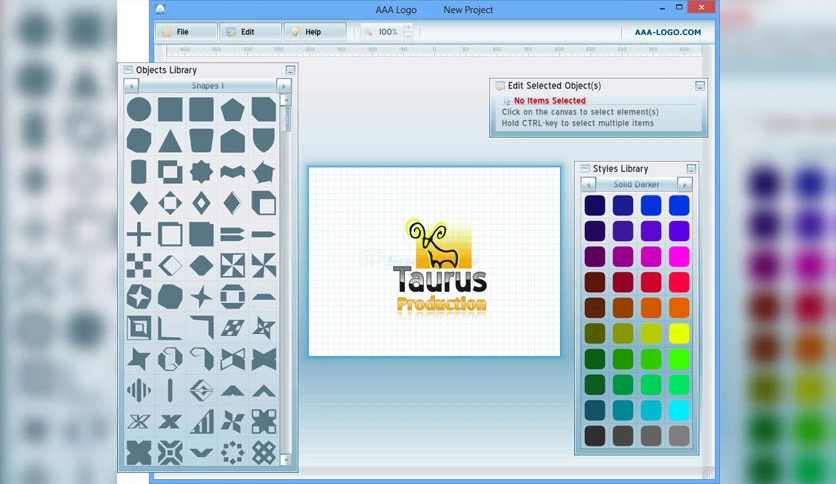 AAA Logo New Project
File Edit Help 100% AAA-LOGO.COM
Objects Library
Shapes 1
Edit Selected Object(s)
No Items Selected
Click on the canvas to select element(s)
Hold CTRL-key to select multiple items
Styles Library
Solid Darker
Taurus
Production